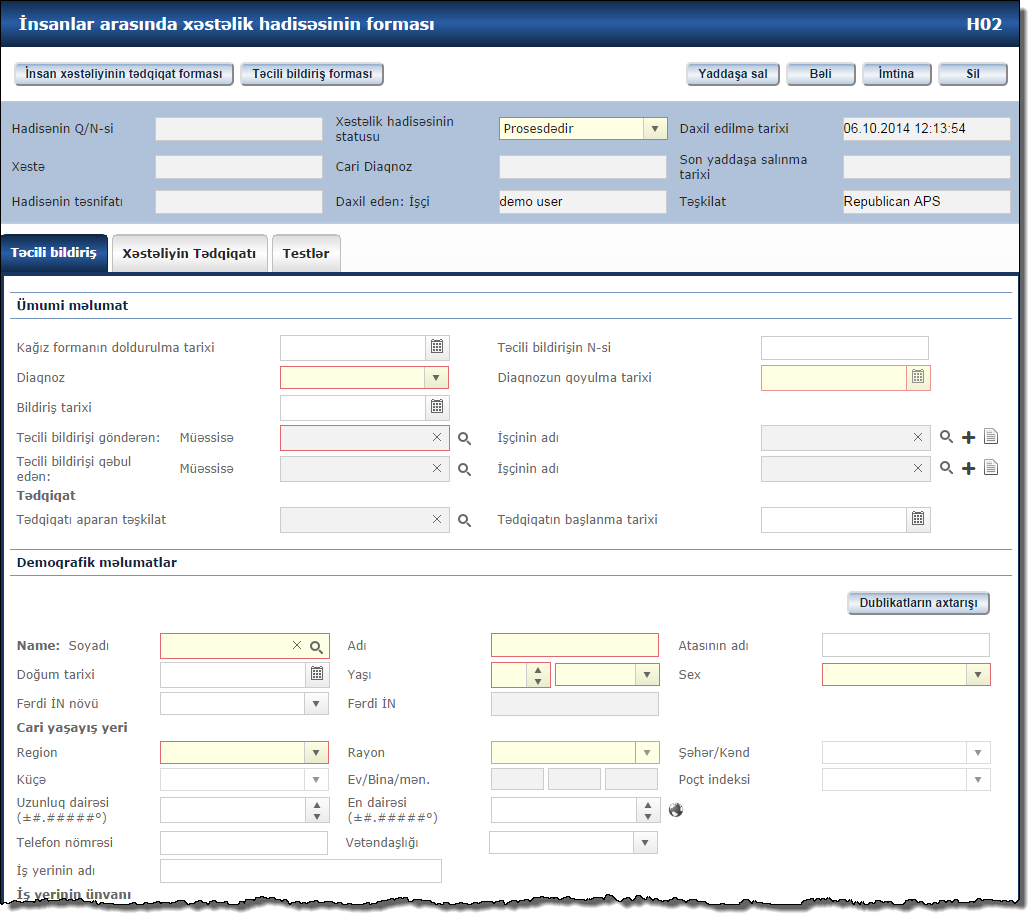 İnsanlar arasında xəstəlik hadisəsinin forması H02
İnsan xəstəliyinin tədqiqat forması Təcili bildiriş forması Yaddaşa sal Bəli İmtina Sil
Hadisənin Q/N-si Xəstəlik hadisəsinin statusu Prosesdədir Daxil edilmə tarixi 06.10.2014 12:13:54
Xəstə Cari Diaqnoz Son yaddaşa salınma tarixi
Hadisənin təsnifatı Daxil edən: İşçi demo user Təşkilat Republican APS
Təcili bildiriş Xəstəliyin Tədqiqatı Testlər
Ümumi məlumat
Kağız formanın doldurulma tarixi Təcili bildirişin N-si
Diaqnoz Diaqnozun qoyulma tarixi
Bildiriş tarixi
Təcili bildirişi göndərən: Müəssisə İşçinin adı
Təcili bildirişi qəbul edən: Müəssisə İşçinin adı
Tədqiqat
Tədqiqatı aparan təşkilat Tədqiqatın başlanma tarixi
Demoqrafik məlumatlar
Dublikatların axtarışı
Name: Soyadı Adı Atasının adı
Doğum tarixi Yaşı Sex
Fərdi İN növü Fərdi İN
Cari yaşayış yeri
Region Rayon Şəhər/Kənd
Küçə Ev/Bina/mən. Poçt indeksi
Uzunluq dairəsi (±#.#####°) En dairəsi (±#.#####°)
Telefon nömrəsi Vətəndaşlığı
İş yerinin adı
İş yerinin ünvanı